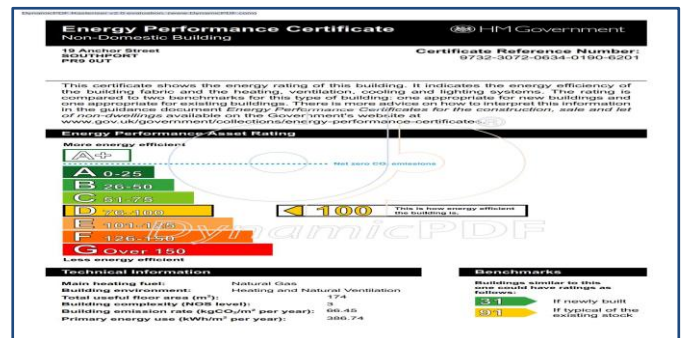 DynamicPDF Rasterizer v2.0 evaluation. (www.DynamicPDF.com)
Energy Performance Certificate
Non-Domestic Building
HM Government
19 Anchor Street
SOUTHPORT
PR9 0UT
Certificate Reference Number:
9732-3072-0634-0190-6201
This certificate shows the energy rating of this building. It indicates the energy efficiency of
the building fabric and the heating, ventilation, cooling and lighting systems. The rating is
compared to two benchmarks for this type of building: one appropriate for new buildings and
one appropriate for existing buildings. There is more advice on how to interpret this information
in the guidance document Energy Performance Certificates for the construction, sale and let
of non-dwellings available on the Government's website at
www.gov.uk/government/collections/energy-performance-certificates.
Energy Performance Asset Rating
More energy efficient
A+
Net zero CO₂ emissions
A 0-25
B 26-50
C 51-75
D 76-100
100
This is how energy efficient
the building is.
E 101-125
F 126-150
G Over 150
Less energy efficient
DynamicPDF
Technical Information
Main heating fuel: Natural Gas
Building environment: Heating and Natural Ventilation
Total useful floor area (m²): 174
Building complexity (NOS level): 3
Building emission rate (kgCO₂/m² per year): 66.45
Primary energy use (kWh/m² per year): 386.74
Benchmarks
Buildings similar to this
one could have ratings as
follows:
31 If newly built
91 If typical of the
existing stock